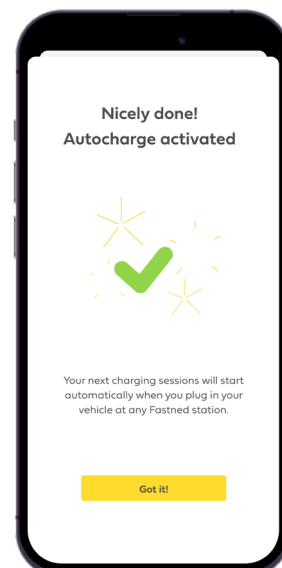 Nicely done!
Autocharge activated
Your next charging sessions will start
automatically when you plug in your
vehicle at any Fastned station.
Got it!